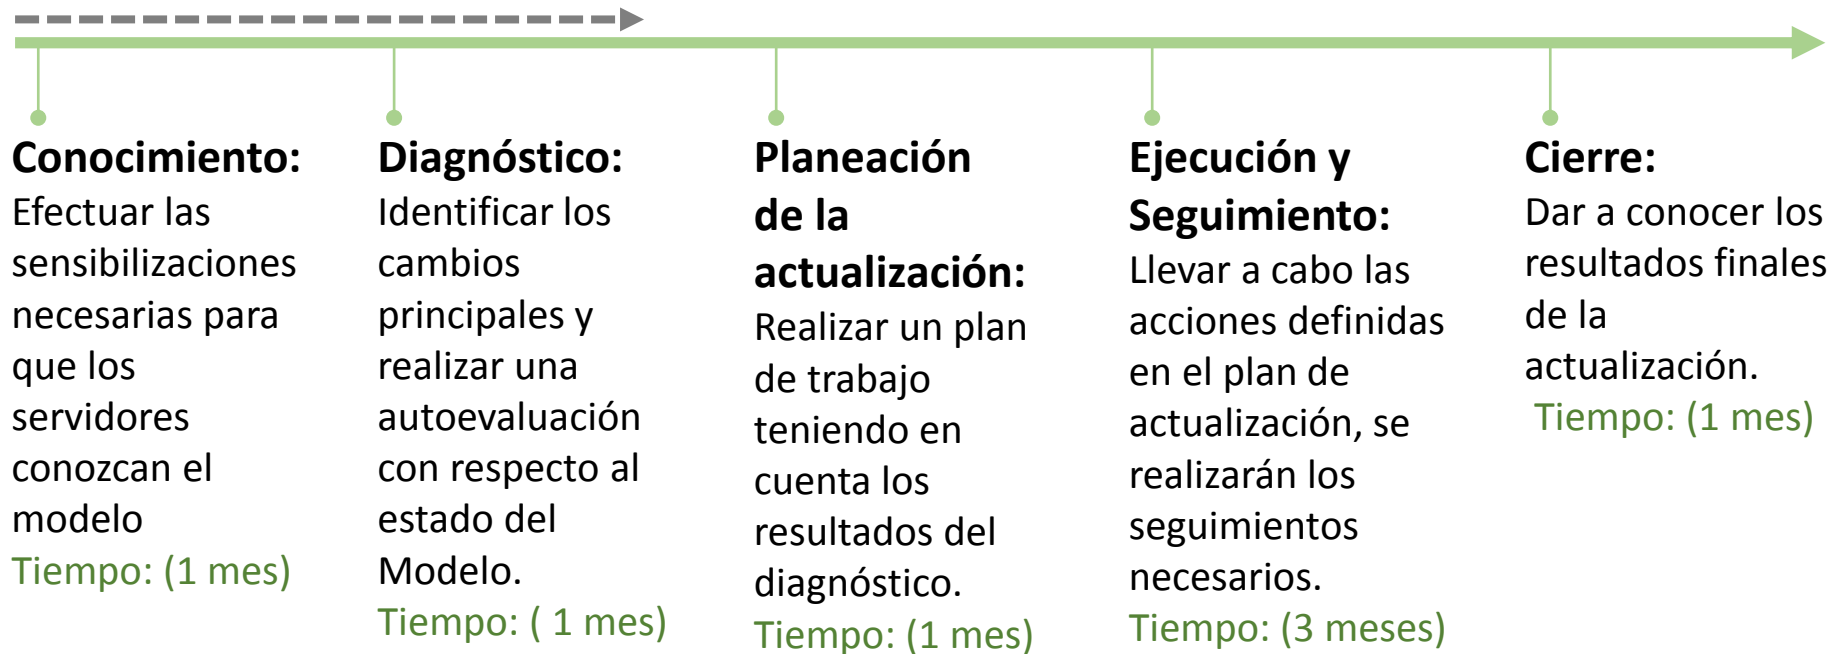 Conocimiento:
Efectuar las
sensibilizaciones
necesarias para
que los
servidores
conozcan el
modelo
Tiempo: (1 mes)
Diagnóstico:
Identificar los
cambios
principales y
realizar una
autoevaluación
con respecto al
estado del
Modelo.
Tiempo: ( 1 mes)
Planeación
de la
actualización:
Realizar un plan
de trabajo
teniendo en
cuenta los
resultados del
diagnóstico.
Tiempo: (1 mes)
Ejecución y
Seguimiento:
Llevar a cabo las
acciones definidas
en el plan de
actualización, se
realizarán los
seguimientos
necesarios.
Tiempo: (3 meses)
Cierre:
Dar a conocer los
resultados finales
de la
actualización.
Tiempo: (1 mes)